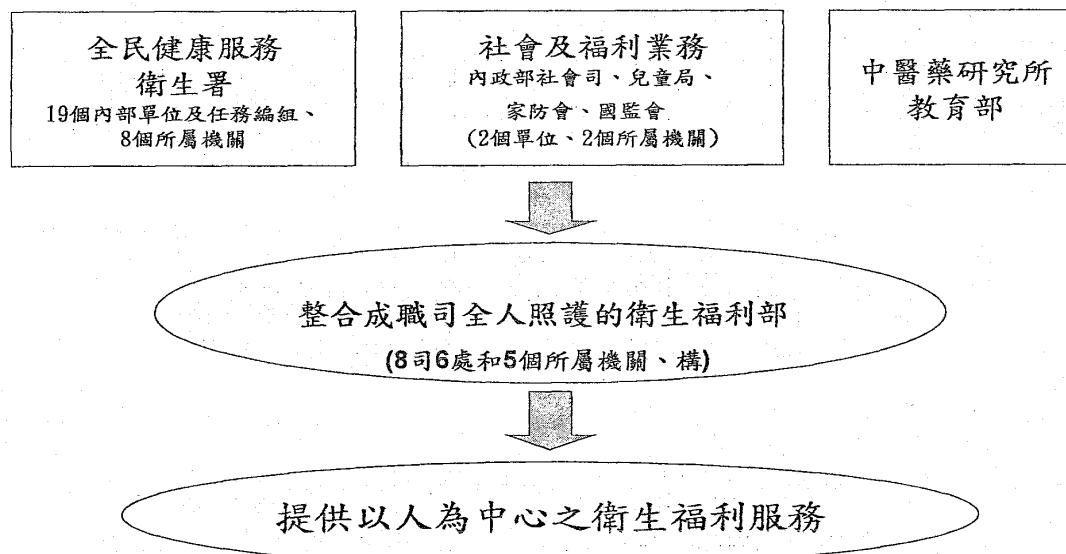 全民健康服務
衛生署
19個內部單位及任務編組、
8個所屬機關
社會及福利業務
內政部社會司、兒童局、
家防會、國監會
(2個單位、2個所屬機關)
中醫藥研究所
教育部
整合成職司全人照護的衛生福利部
(8司6處和5個所屬機關、構)
提供以人為中心之衛生福利服務